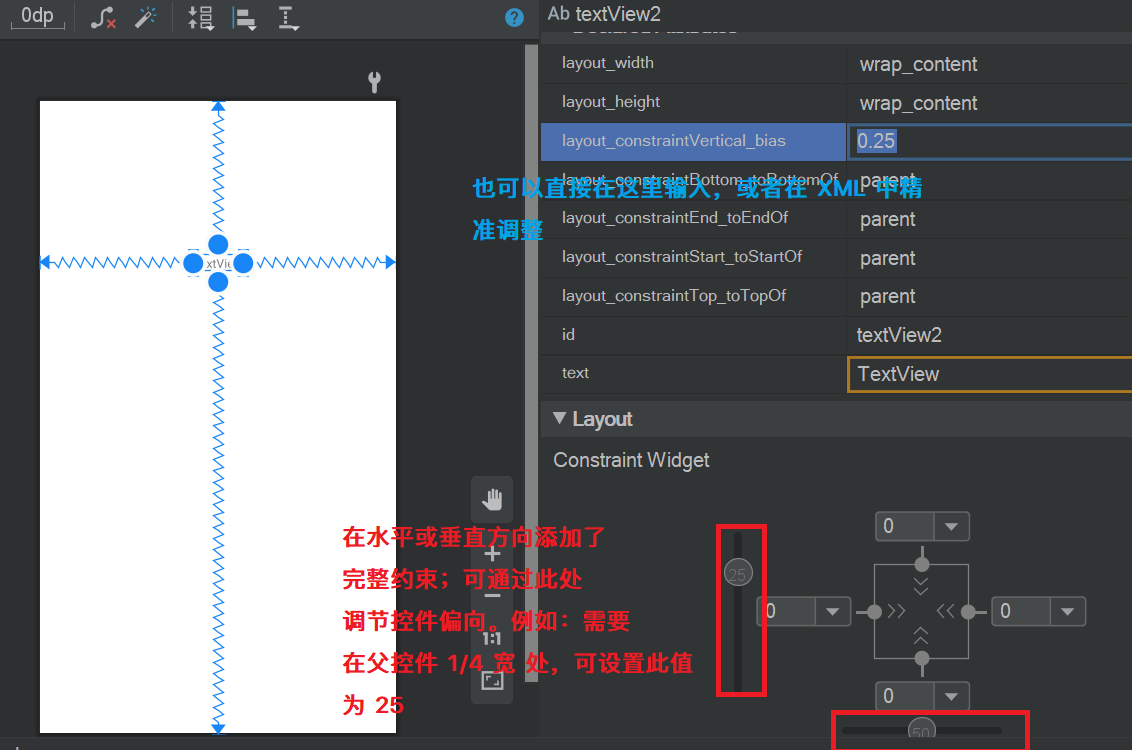 0dp
?
Ab textView2
Declared Attributes
layout_width wrap_content
layout_height wrap_content
layout_constraintVertical_bias 0.25
layout_constraintBottom_toBottomOf parent
也可以直接在这里输入，或者在 XML 中精
准调整
layout_constraintEnd_toEndOf parent
layout_constraintStart_toStartOf parent
layout_constraintTop_toTopOf parent
id textView2
text TextView
Layout
Constraint Widget
在水平或垂直方向添加了
完整约束；可通过此处
调节控件偏向。例如：需要
在父控件 1/4 宽 处，可设置此值
为 25
1:1
0
25
0
0
0
50